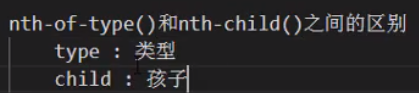 nth-of-type()和nth-child()之间的区别
type : 类型
child : 孩子